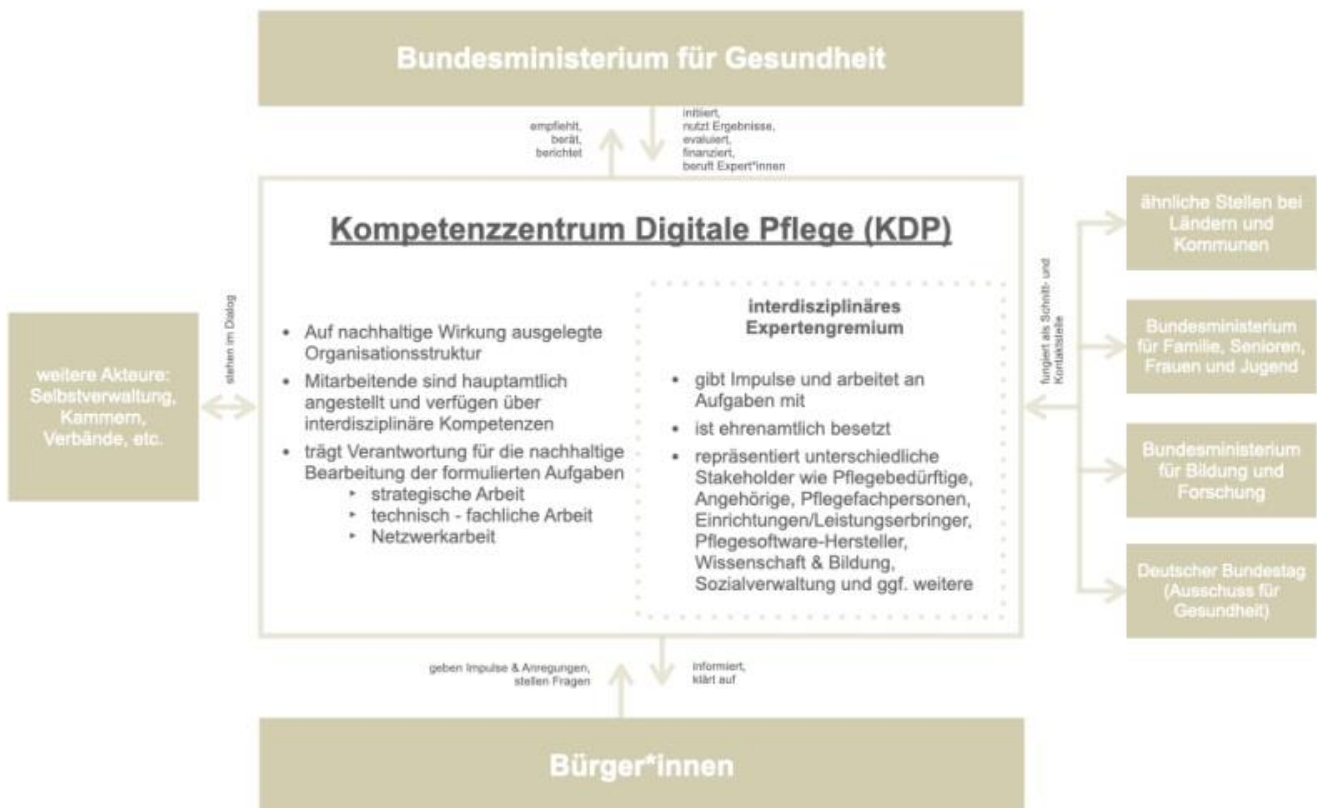 Bundesministerium für Gesundheit
empfiehlt,
berät,
berichtet
initiiert,
nutzt Ergebnisse,
evaluiert,
finanziert,
beruft Expert*innen
Kompetenzzentrum Digitale Pflege (KDP)
• Auf nachhaltige Wirkung ausgelegte
Organisationsstruktur
• Mitarbeitende sind hauptamtlich
angestellt und verfügen über
interdisziplinäre Kompetenzen
• trägt Verantwortung für die nachhaltige
Bearbeitung der formulierten Aufgaben
‣ strategische Arbeit
‣ technisch - fachliche Arbeit
‣ Netzwerkarbeit
interdisziplinäres
Expertengremium
• gibt Impulse und arbeitet an
Aufgaben mit
• ist ehrenamtlich besetzt
• repräsentiert unterschiedliche
Stakeholder wie Pflegebedürftige,
Angehörige, Pflegefachpersonen,
Einrichtungen/Leistungserbringer,
Pflegesoftware-Hersteller,
Wissenschaft & Bildung,
Sozialverwaltung und ggf. weitere
weitere Akteure:
Selbstverwaltung,
Kammern,
Verbände, etc.
stehen im Dialog
fungiert als Schnitt- und
Kontaktstelle
ähnliche Stellen bei
Ländern und
Kommunen
Bundesministerium
für Familie, Senioren,
Frauen und Jugend
Bundesministerium
für Bildung und
Forschung
Deutscher Bundestag
(Ausschuss für
Gesundheit)
geben Impulse & Anregungen,
stellen Fragen
informiert,
klärt auf
Bürger*innen